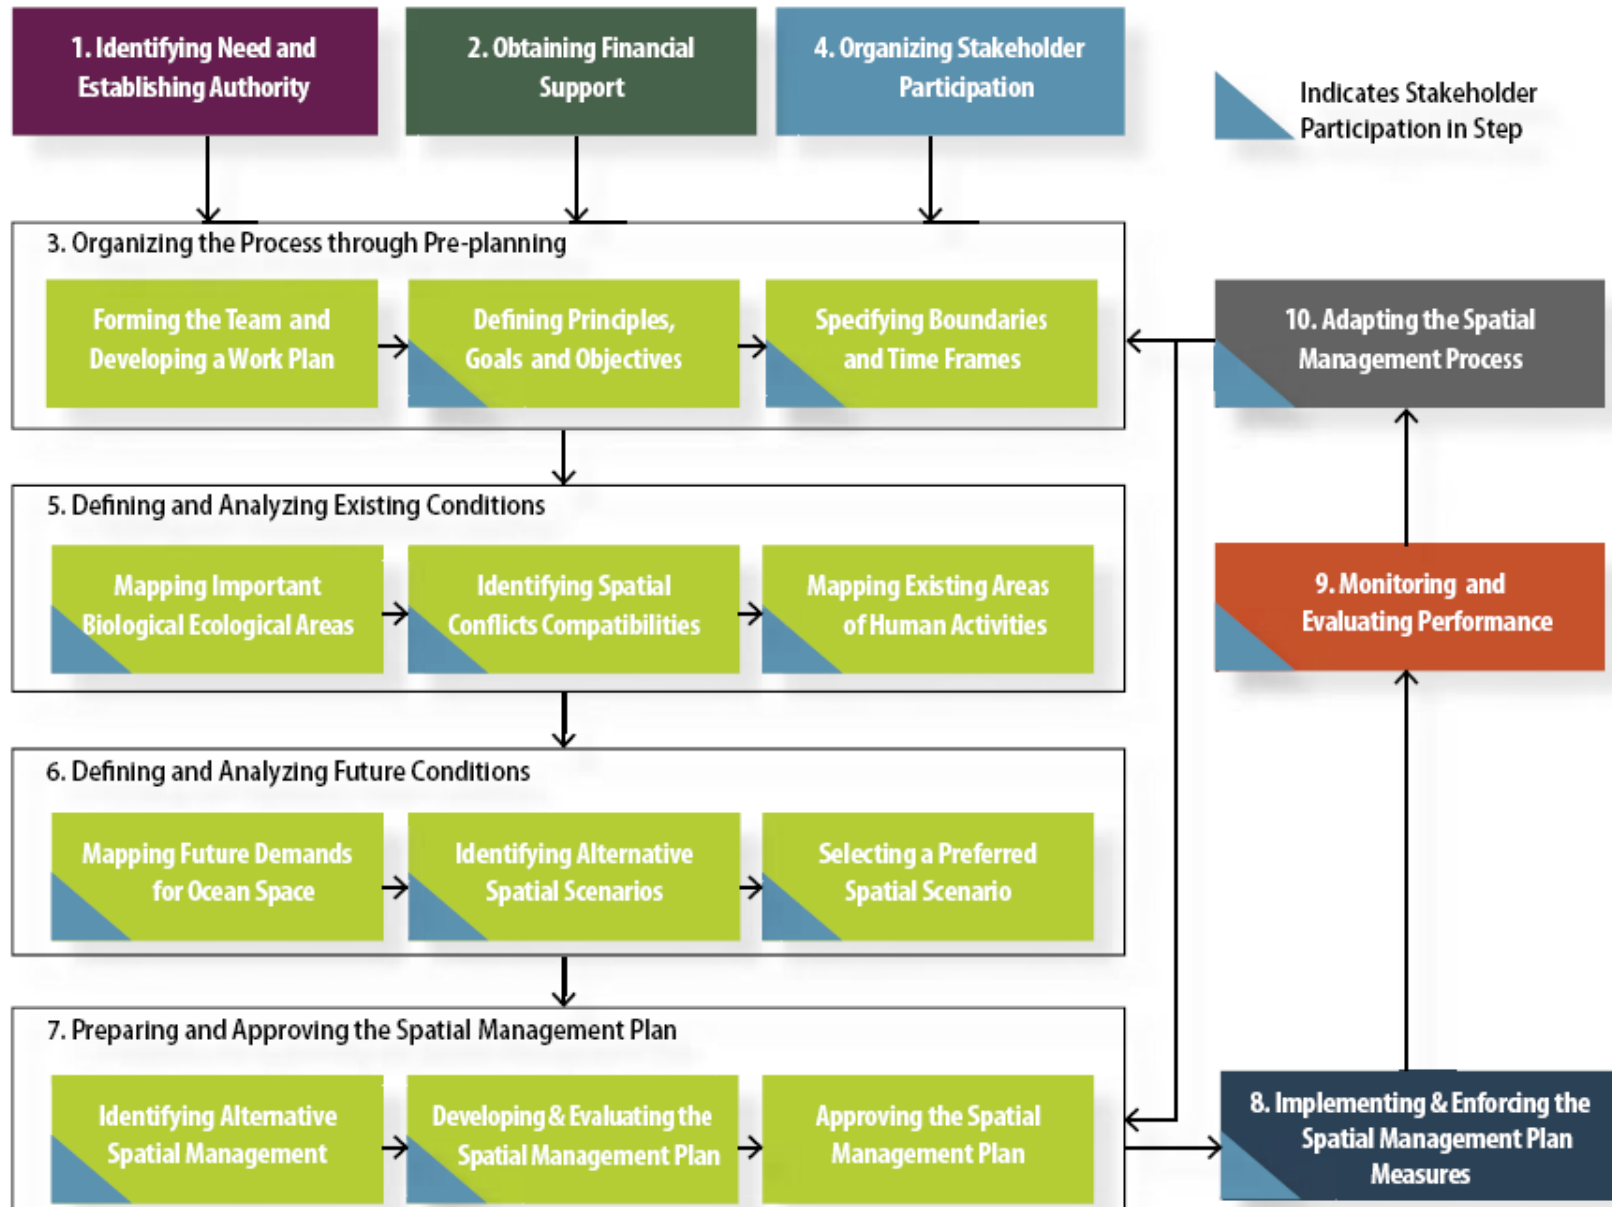 1. Identifying Need and
Establishing Authority
2. Obtaining Financial
Support
4. Organizing Stakeholder
Participation
Indicates Stakeholder
Participation in Step
3. Organizing the Process through Pre-planning
Forming the Team and
Developing a Work Plan
Defining Principles,
Goals and Objectives
Specifying Boundaries
and Time Frames
10. Adapting the Spatial
Management Process
5. Defining and Analyzing Existing Conditions
Mapping Important
Biological Ecological Areas
Identifying Spatial
Conflicts Compatibilities
Mapping Existing Areas
of Human Activities
9. Monitoring and
Evaluating Performance
6. Defining and Analyzing Future Conditions
Mapping Future Demands
for Ocean Space
Identifying Alternative
Spatial Scenarios
Selecting a Preferred
Spatial Scenario
7. Preparing and Approving the Spatial Management Plan
Identifying Alternative
Spatial Management
Developing & Evaluating the
Spatial Management Plan
Approving the Spatial
Management Plan
8. Implementing & Enforcing the
Spatial Management Plan
Measures